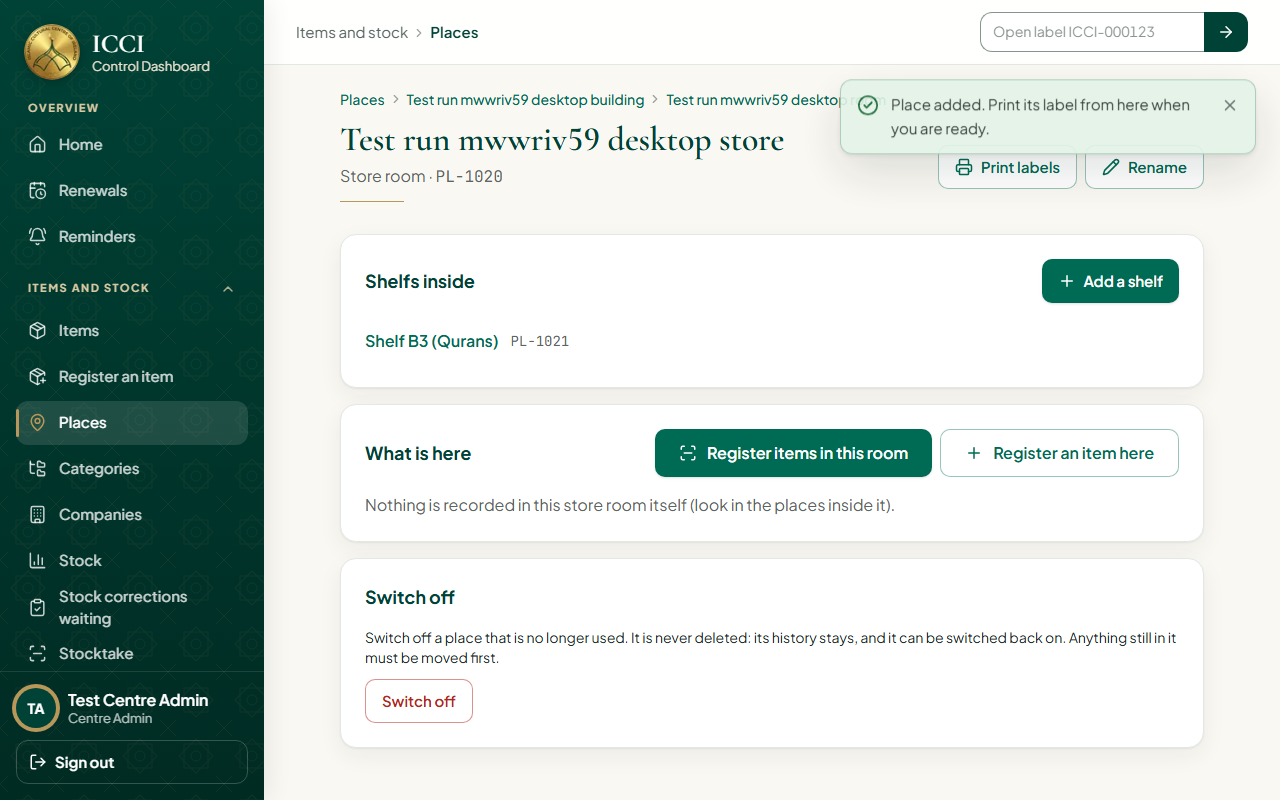 ICCI
Control Dashboard
OVERVIEW
Home
Renewals
Reminders
ITEMS AND STOCK
Items
Register an item
Places
Categories
Companies
Stock
Stock corrections
waiting
Stocktake
TA
Test Centre Admin
Centre Admin
Sign out
Items and stock
Places
Open label ICCI-000123
Places
Test run mwwriv59 desktop building
Test run mwwriv59 desktop
Place added. Print its label from here when
you are ready.
Test run mwwriv59 desktop store
Store room · PL-1020
Print labels
Rename
Shelfs inside
Add a shelf
Shelf B3 (Qurans) PL-1021
What is here
Register items in this room
Register an item here
Nothing is recorded in this store room itself (look in the places inside it).
Switch off
Switch off a place that is no longer used. It is never deleted: its history stays, and it can be switched back on. Anything still in it
must be moved first.
Switch off